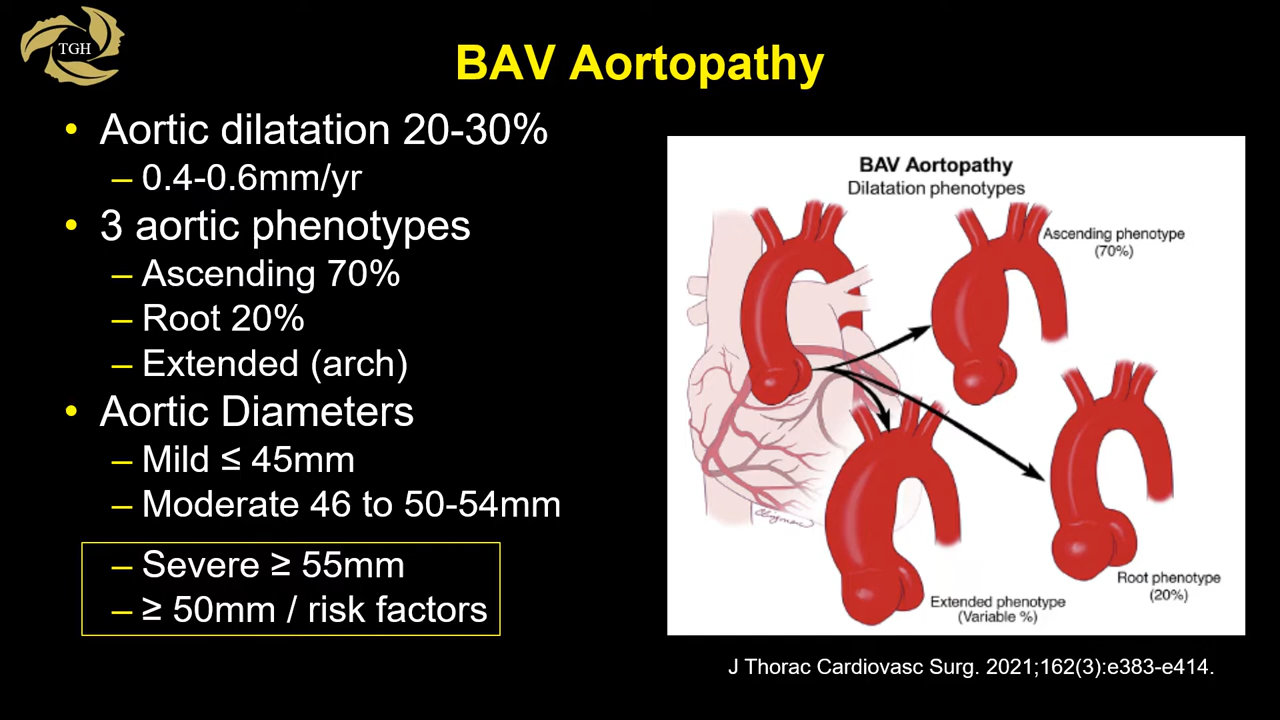 TGH
BAV Aortopathy
• Aortic dilatation 20-30%
– 0.4-0.6mm/yr
• 3 aortic phenotypes
– Ascending 70%
– Root 20%
– Extended (arch)
• Aortic Diameters
– Mild ≤ 45mm
– Moderate 46 to 50-54mm
– Severe ≥ 55mm
– ≥ 50mm / risk factors
BAV Aortopathy
Dilatation phenotypes
Ascending phenotype
(70%)
Root phenotype
(20%)
Extended phenotype
(Variable %)
J Thorac Cardiovasc Surg. 2021;162(3):e383-e414.